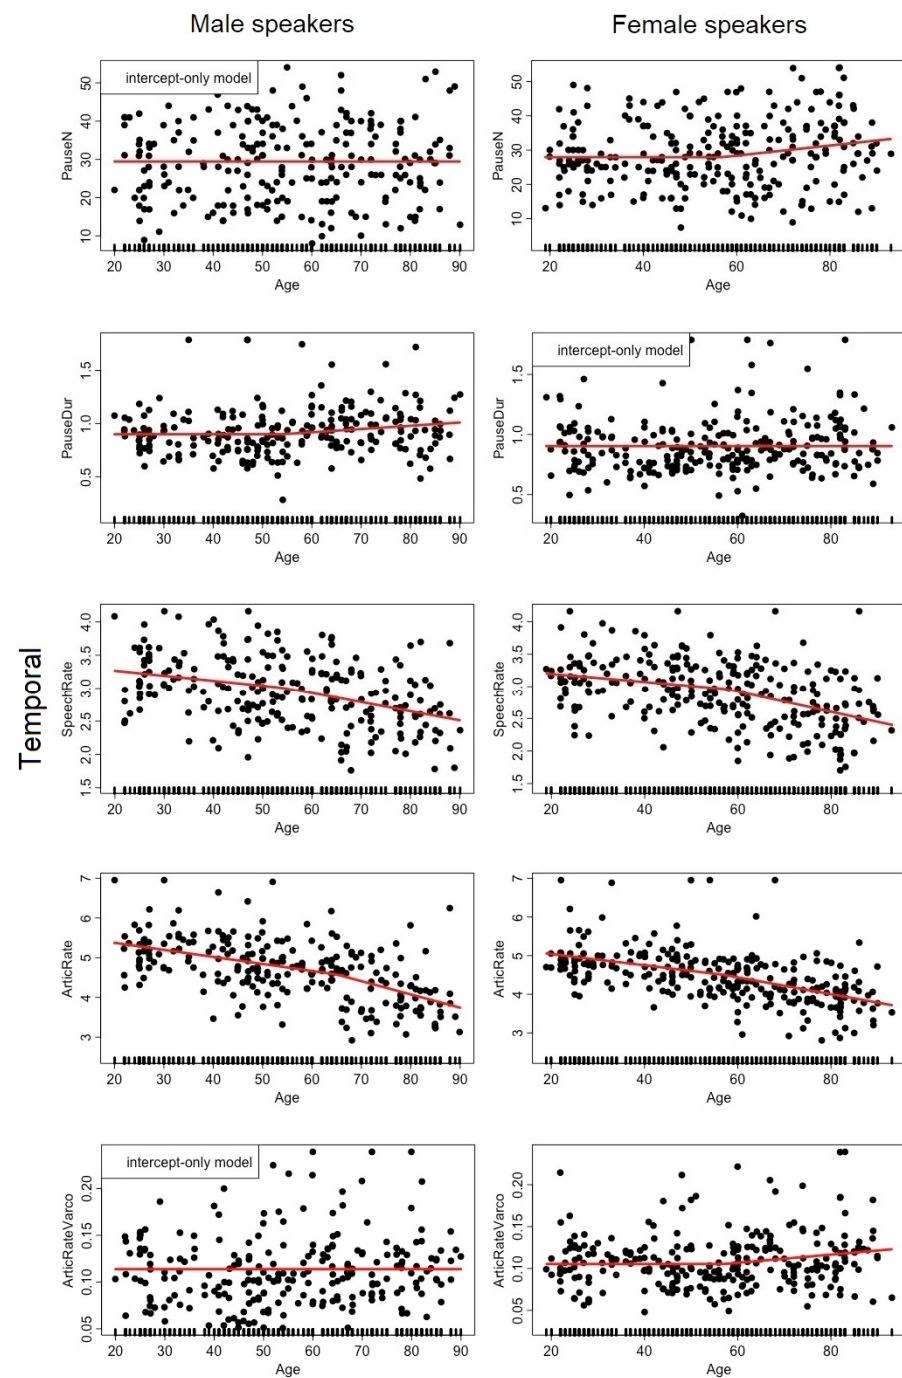 Male speakers
Female speakers
intercept-only model
PauseN
10 20 30 40 50
20 30 40 50 60 70 80 90
Age
PauseN
10 20 30 40 50
20 40 60 80
Age
PauseDur
0.5 1.0 1.5
20 30 40 50 60 70 80 90
Age
intercept-only model
PauseDur
0.5 1.0 1.5
20 40 60 80
Age
Temporal
SpeechRate
1.5 2.0 2.5 3.0 3.5 4.0
20 30 40 50 60 70 80 90
Age
SpeechRate
1.5 2.0 2.5 3.0 3.5 4.0
20 40 60 80
Age
ArticRate
3 4 5 6 7
20 30 40 50 60 70 80 90
Age
ArticRate
3 4 5 6 7
20 40 60 80
Age
intercept-only model
ArticRateVarco
0.05 0.10 0.15 0.20
20 30 40 50 60 70 80 90
Age
ArticRateVarco
0.05 0.10 0.15 0.20
20 40 60 80
Age